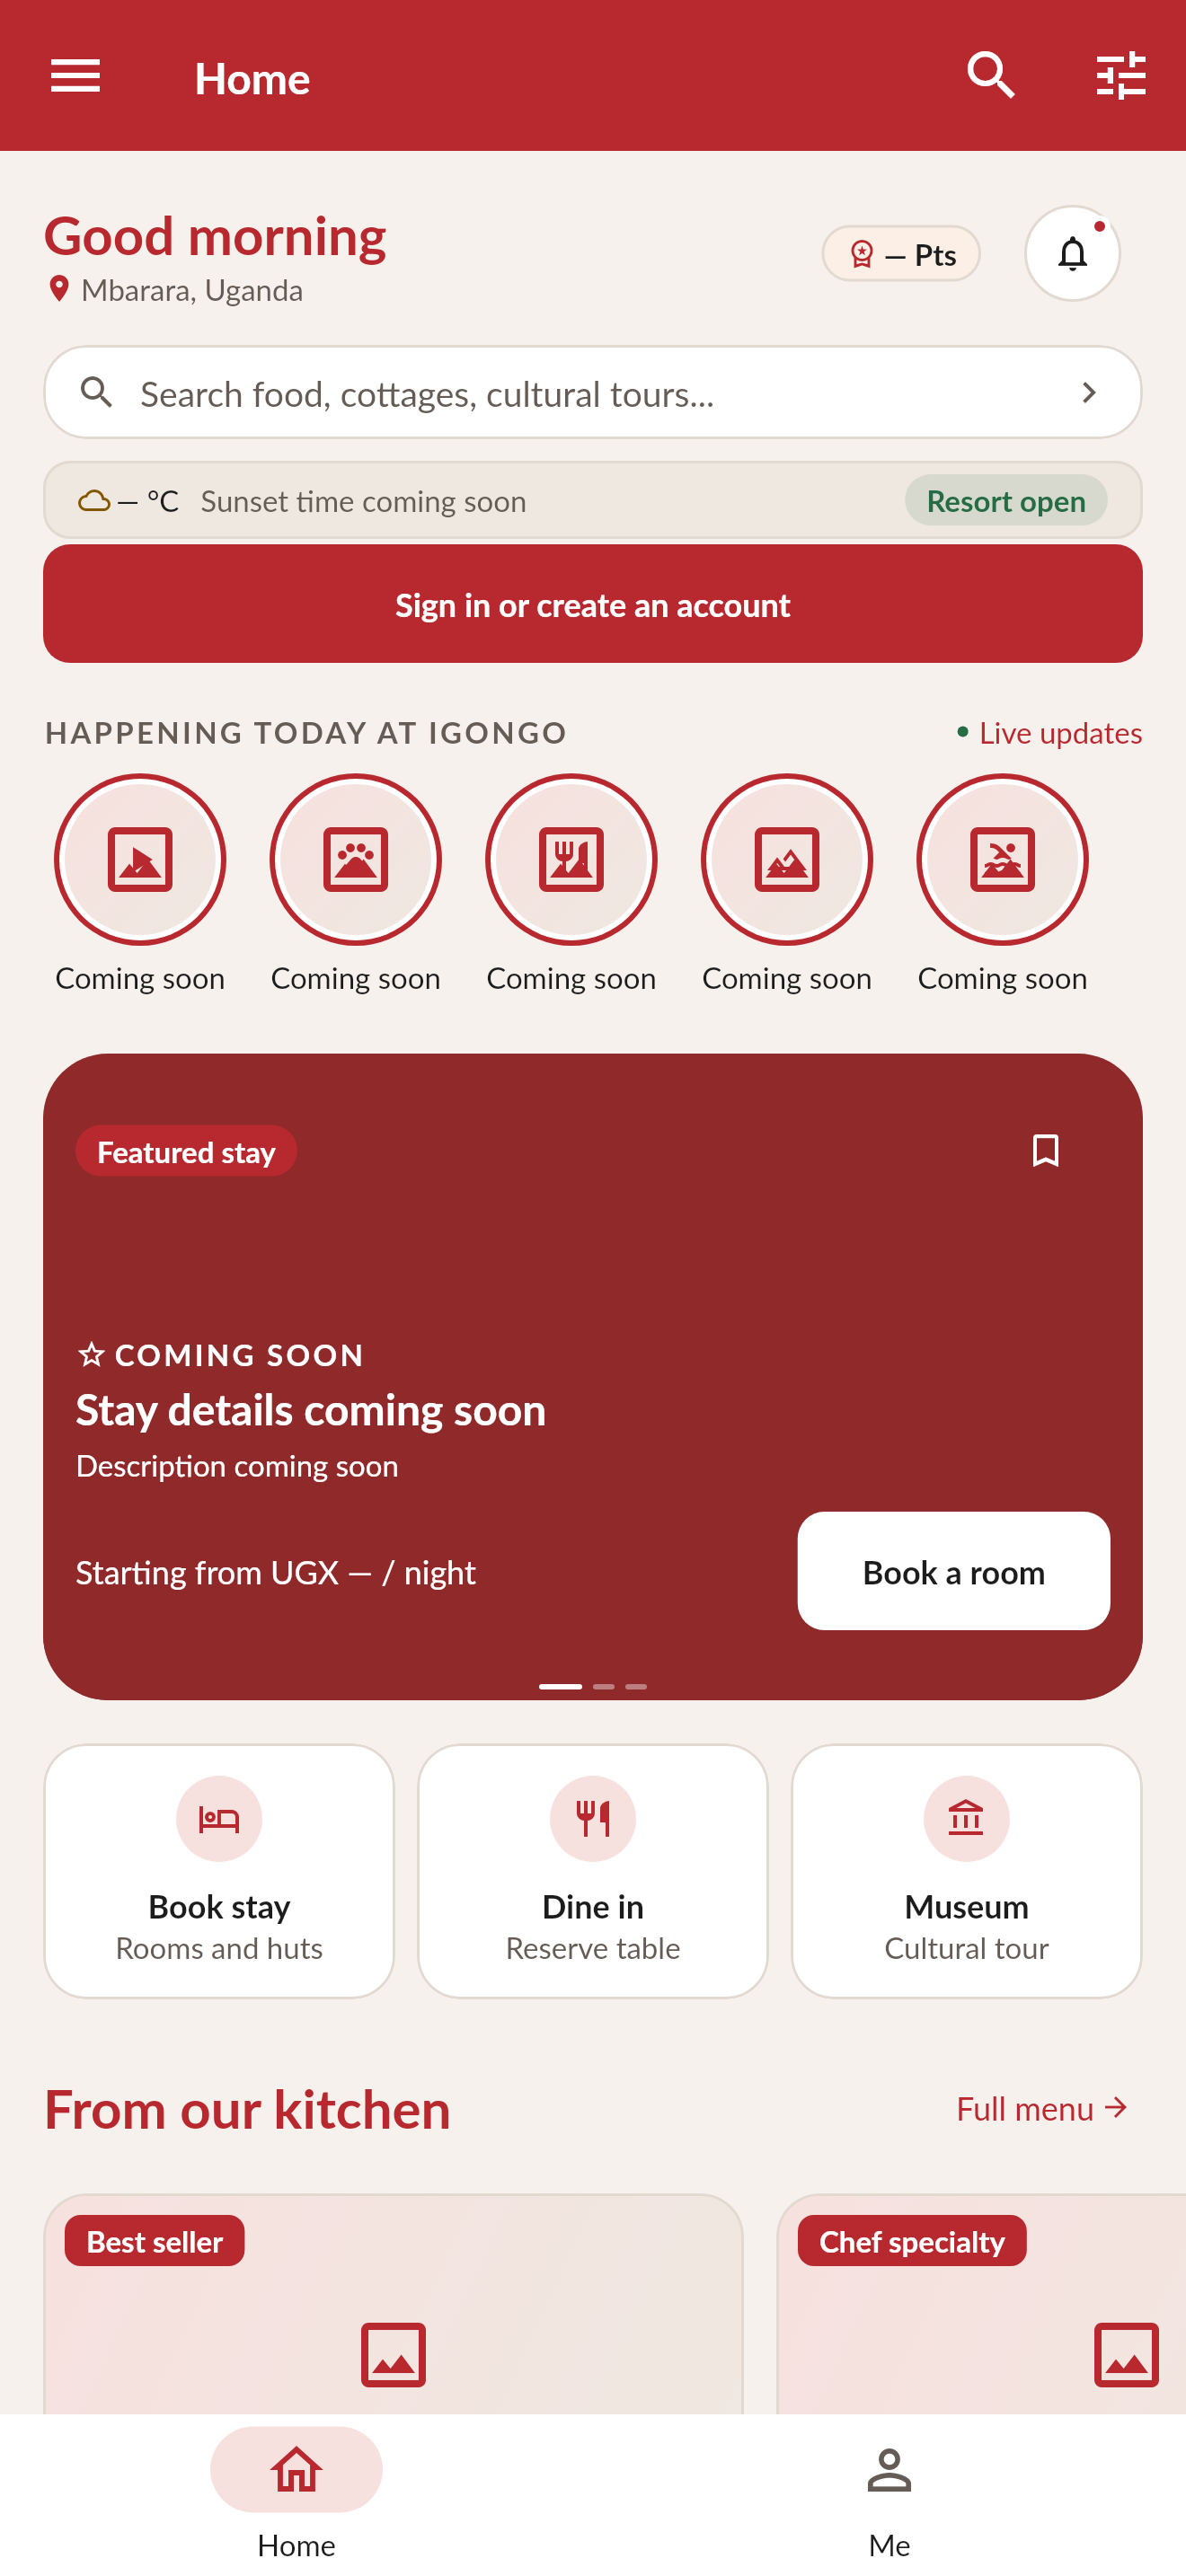 Home
Good morning
— Pts
Mbarara, Uganda
Search food, cottages, cultural tours...
— °C Sunset time coming soon Resort open
Sign in or create an account
HAPPENING TODAY AT IGONGO
Live updates
Coming soon Coming soon Coming soon Coming soon Coming soon
Featured stay
COMING SOON
Stay details coming soon
Description coming soon
Starting from UGX — / night
Book a room
Book stay
Rooms and huts
Dine in
Reserve table
Museum
Cultural tour
From our kitchen
Full menu
Best seller
Chef specialty
Home
Me